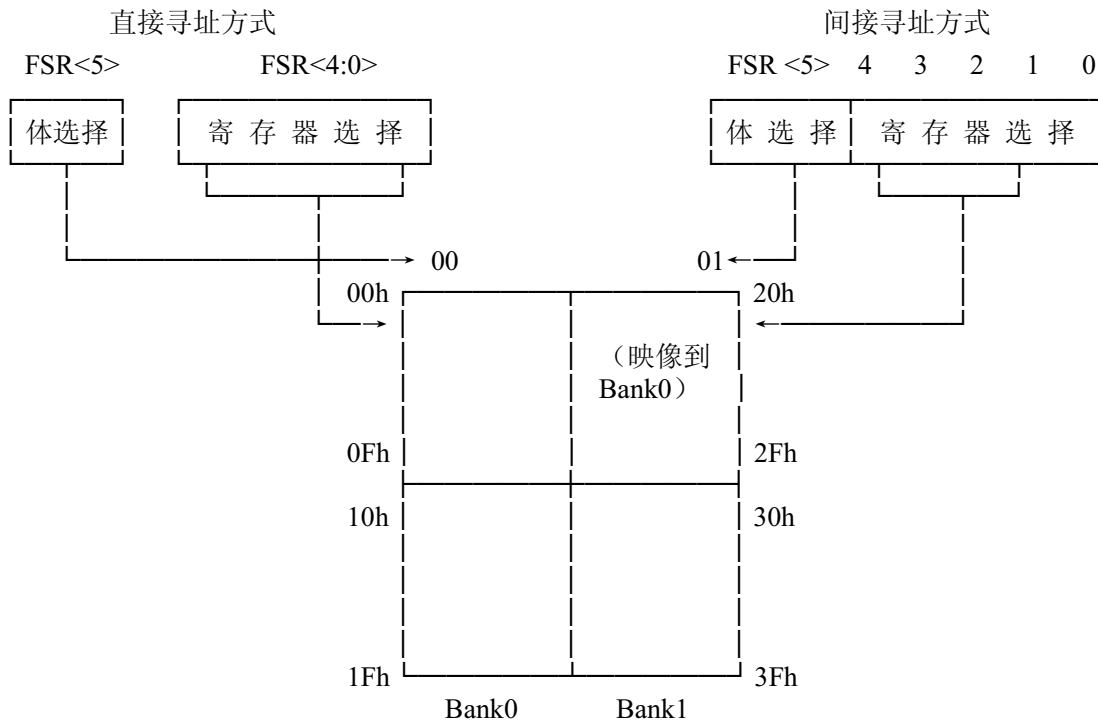 直接寻址方式 间接寻址方式
FSR<5> FSR<4:0> FSR <5> 4 3 2 1 0
体选择 寄 存 器 选 择 体 选 择 寄 存 器 选 择
00 01
00h 20h
（映像到
Bank0）
0Fh 2Fh
10h 30h
1Fh 3Fh
Bank0 Bank1